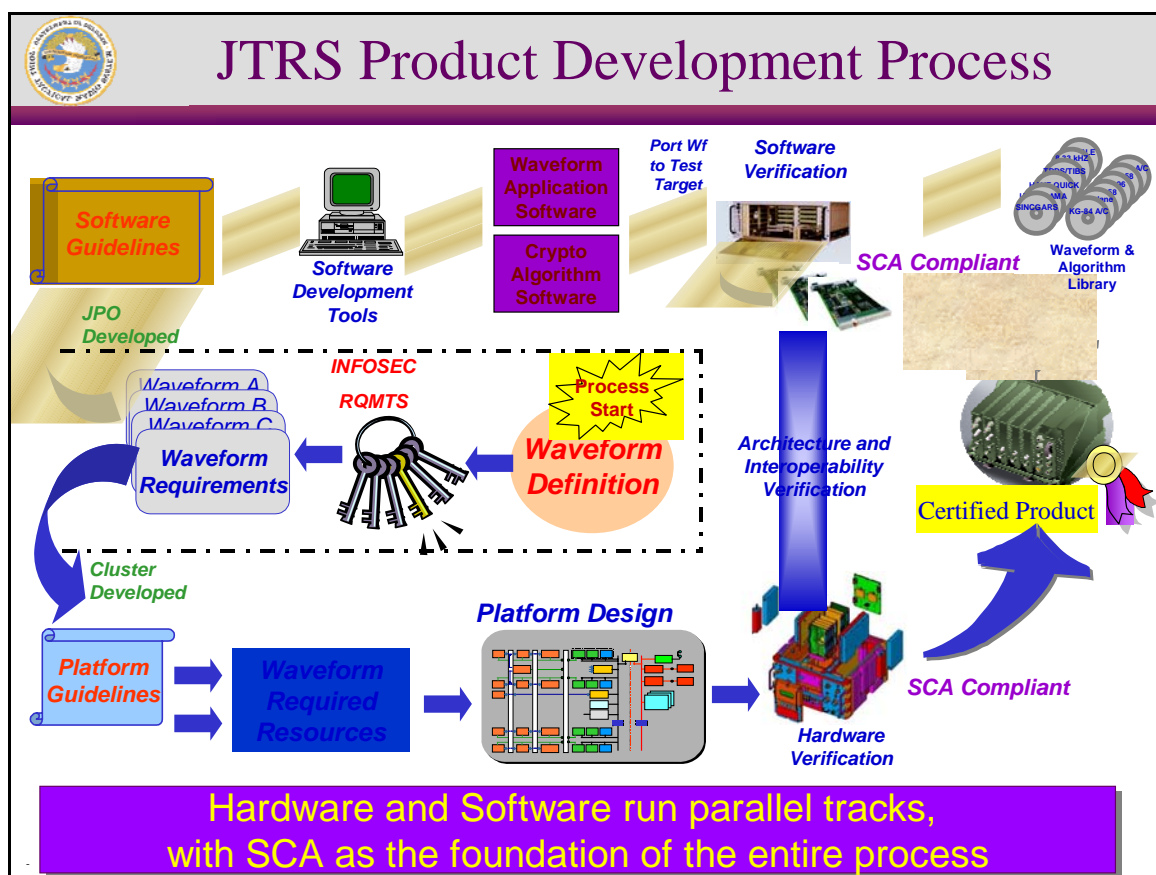 JTRS Product Development Process
Software
Guidelines
Software
Development
Tools
Waveform
Application
Software
Crypto
Algorithm
Software
Port Wf
to Test
Target
Software
Verification
SCA Compliant
SINCGARS
KG-84 A/C
Waveform &
Algorithm
Library
JPO
Developed
Waveform A
Waveform B
Waveform C
Waveform
Requirements
INFOSEC
RQMTS
Process
Start
Waveform
Definition
Architecture and
Interoperability
Verification
Certified Product
Cluster
Developed
Platform
Guidelines
Waveform
Required
Resources
Platform Design
Hardware
Verification
SCA Compliant
Hardware and Software run parallel tracks,
with SCA as the foundation of the entire process